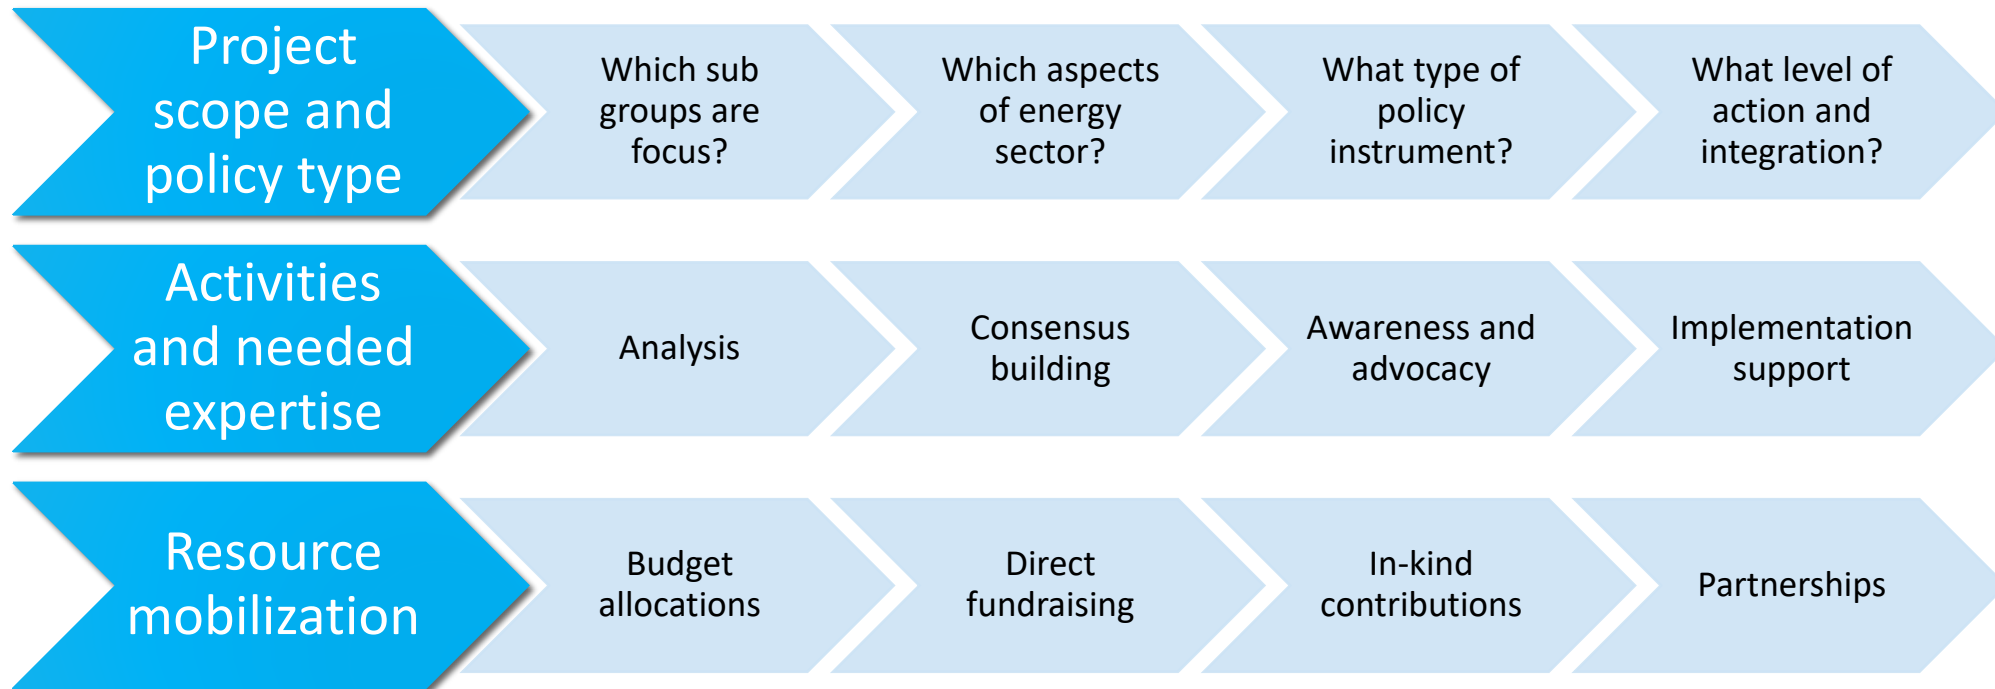 Project
scope and
policy type
Which sub
groups are
focus?
Which aspects
of energy
sector?
What type of
policy
instrument?
What level of
action and
integration?
Activities
and needed
expertise
Analysis
Consensus
building
Awareness and
advocacy
Implementation
support
Resource
mobilization
Budget
allocations
Direct
fundraising
In-kind
contributions
Partnerships